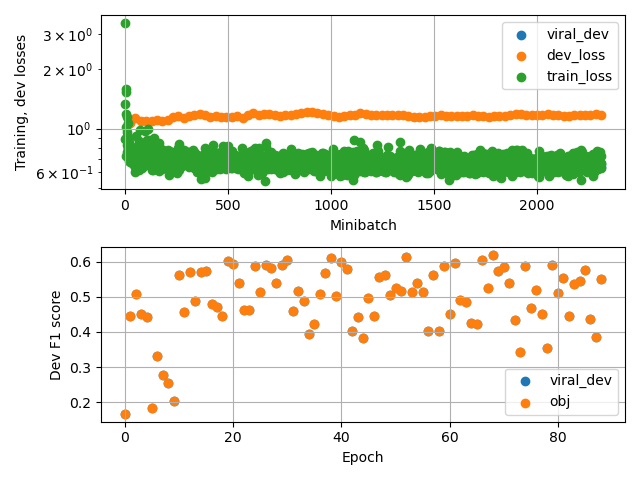 3 × 10⁰
2 × 10⁰
10⁰
6 × 10⁻¹
Training, dev losses
viral_dev
dev_loss
train_loss
0 500 1000 1500 2000
Minibatch
0.6
0.5
0.4
0.3
0.2
Dev F1 score
viral_dev
obj
0 20 40 60 80
Epoch